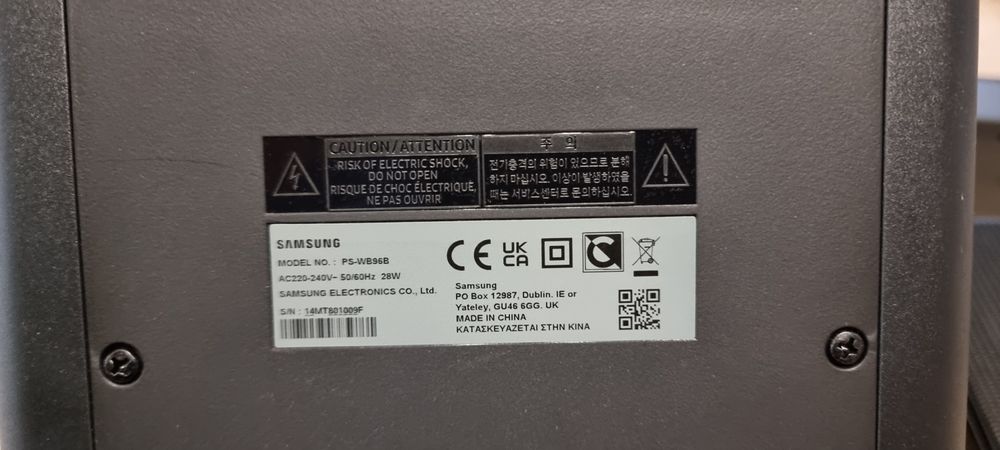 CAUTION/ATTENTION
RISK OF ELECTRIC SHOCK,
DO NOT OPEN
RISQUE DE CHOC ÉLECTRIQUE,
NE PAS OUVRIR
주 의
전기충격의 위험이 있으므로 분해
하지 마십시오. 이상이 발생하였을
때는 서비스센터로 문의하십시오.
SAMSUNG
MODEL NO. : PS-WB96B
AC220-240V~ 50/60Hz 28W
SAMSUNG ELECTRONICS CO., Ltd.
S/N : 14MT801009F
CE
UK
CA
Samsung
PO Box 12987, Dublin. IE or
Yateley, GU46 6GG. UK
MADE IN CHINA
ΚΑΤΑΣΚΕΥΑΖΕΤΑΙ ΣΤΗΝ ΚΙΝΑ